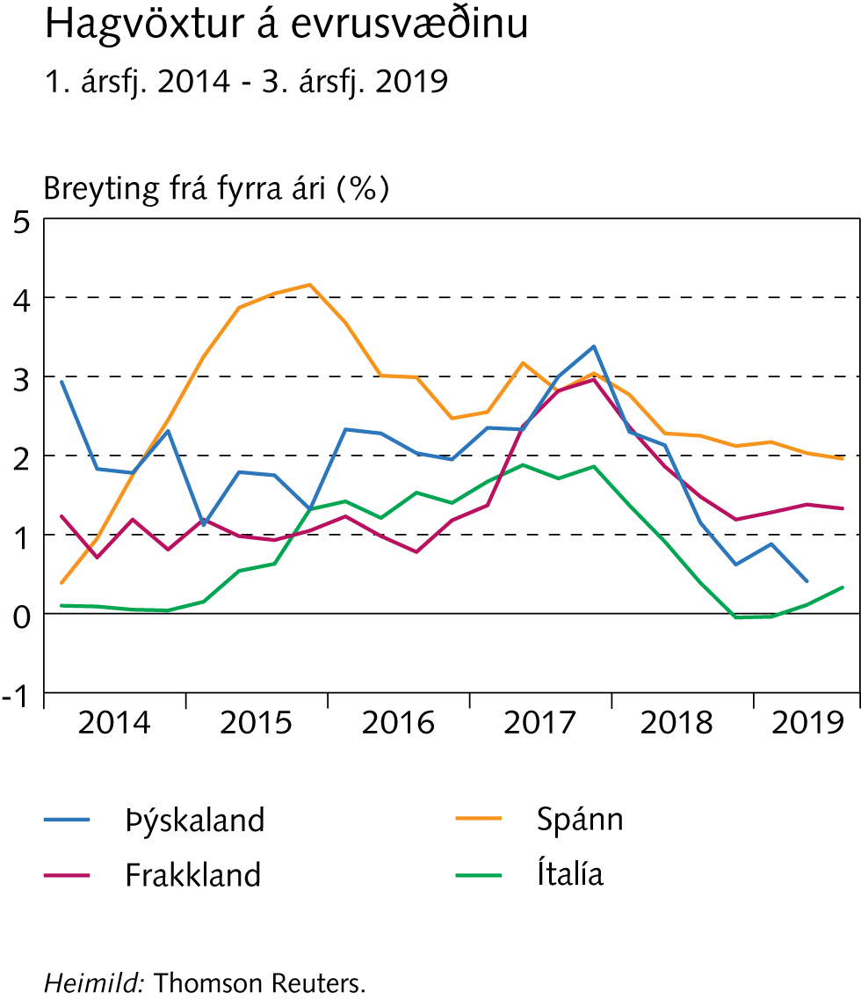 Hagvöxtur á evrusvæðinu
1. ársfj. 2014 - 3. ársfj. 2019
Breyting frá fyrra ári (%)
5
4
3
2
1
0
-1
2014 2015 2016 2017 2018 2019
Þýskaland Spánn
Frakkland Ítalía
Heimild: Thomson Reuters.